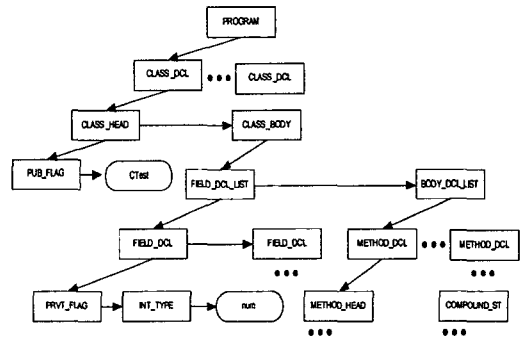 PROGRAM
CLASS_DCL
CLASS_DCL
CLASS_HEAD
CLASS_BODY
PUB_FLAG
CTest
FIELD_DCL_LIST
BODY_DCL_LIST
FIELD_DCL
FIELD_DCL
METHOD_DCL
METHOD_DCL
PRVT_FLAG
INT_TYPE
num
METHOD_HEAD
COMPOUND_ST